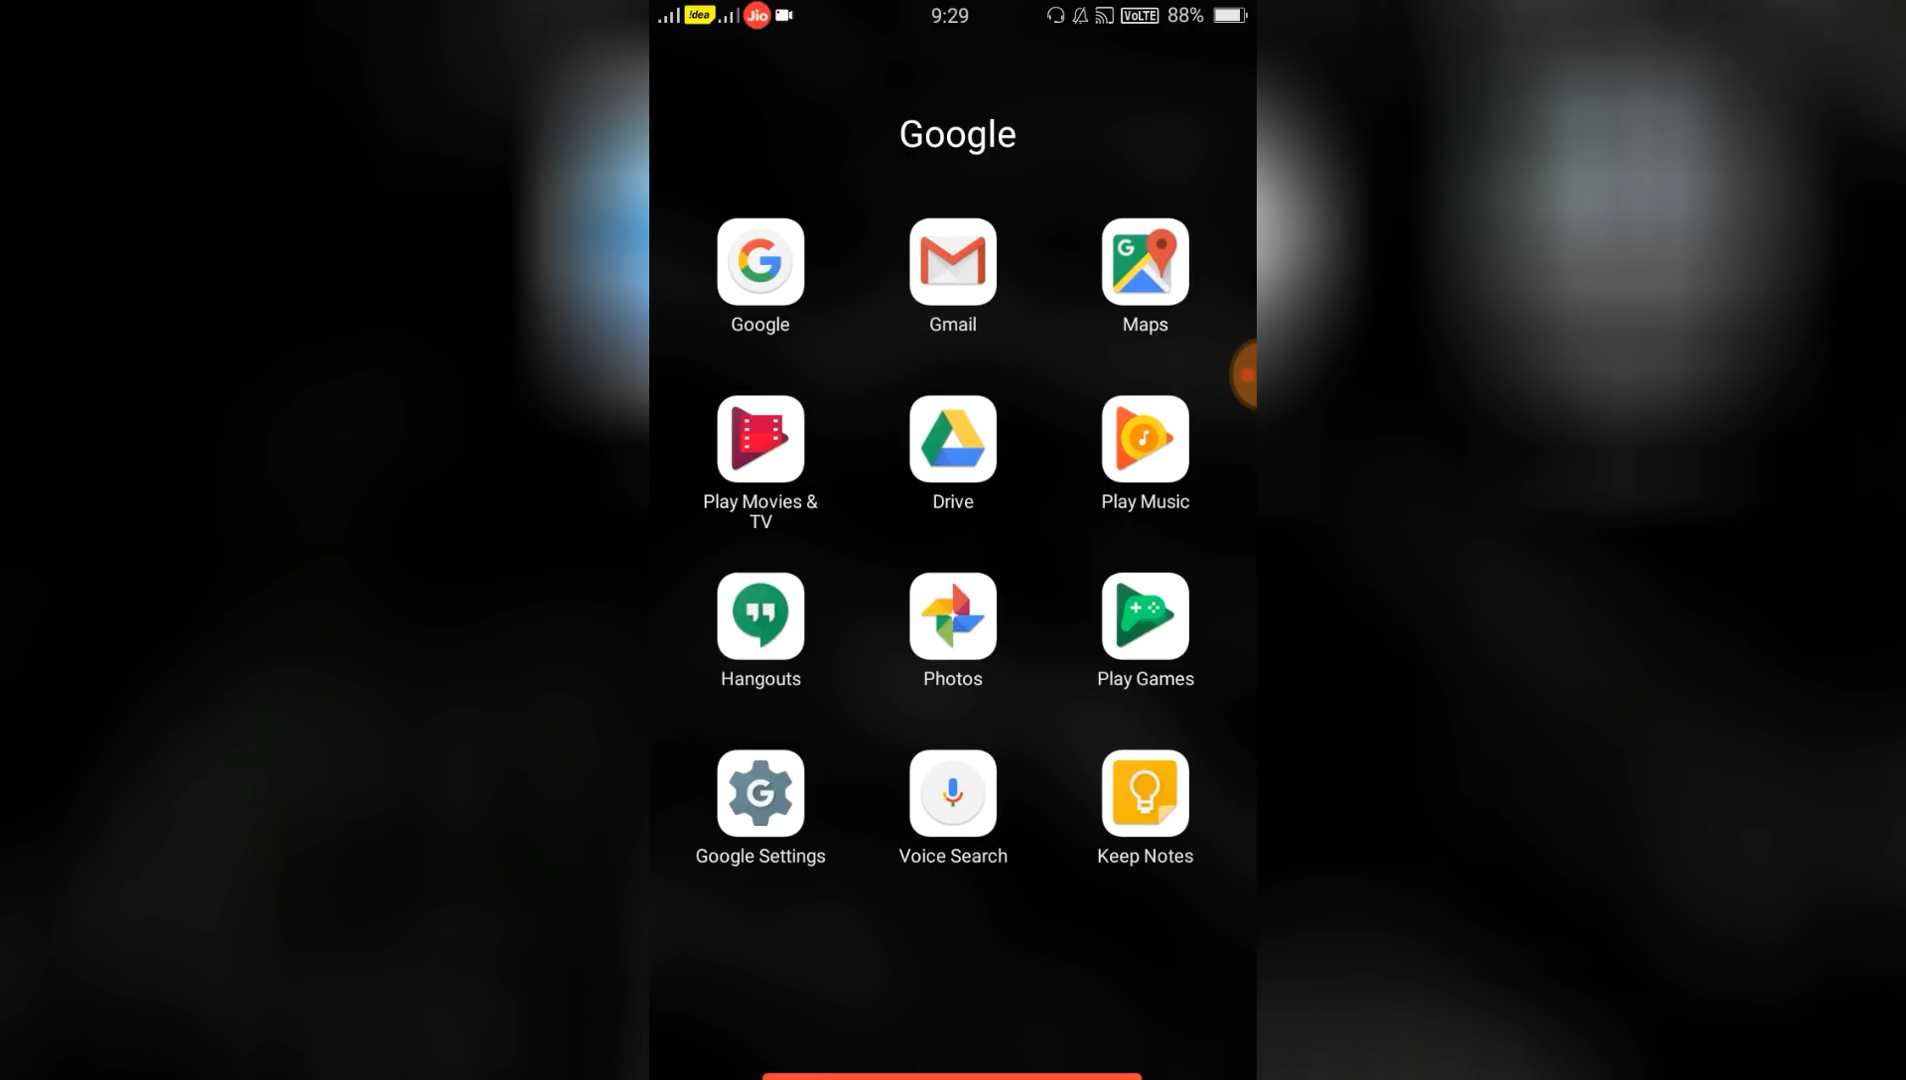 !dea Jio 9:29 VoLTE 88%
Google
Google Gmail Maps
Play Movies & TV Drive Play Music
Hangouts Photos Play Games
Google Settings Voice Search Keep Notes